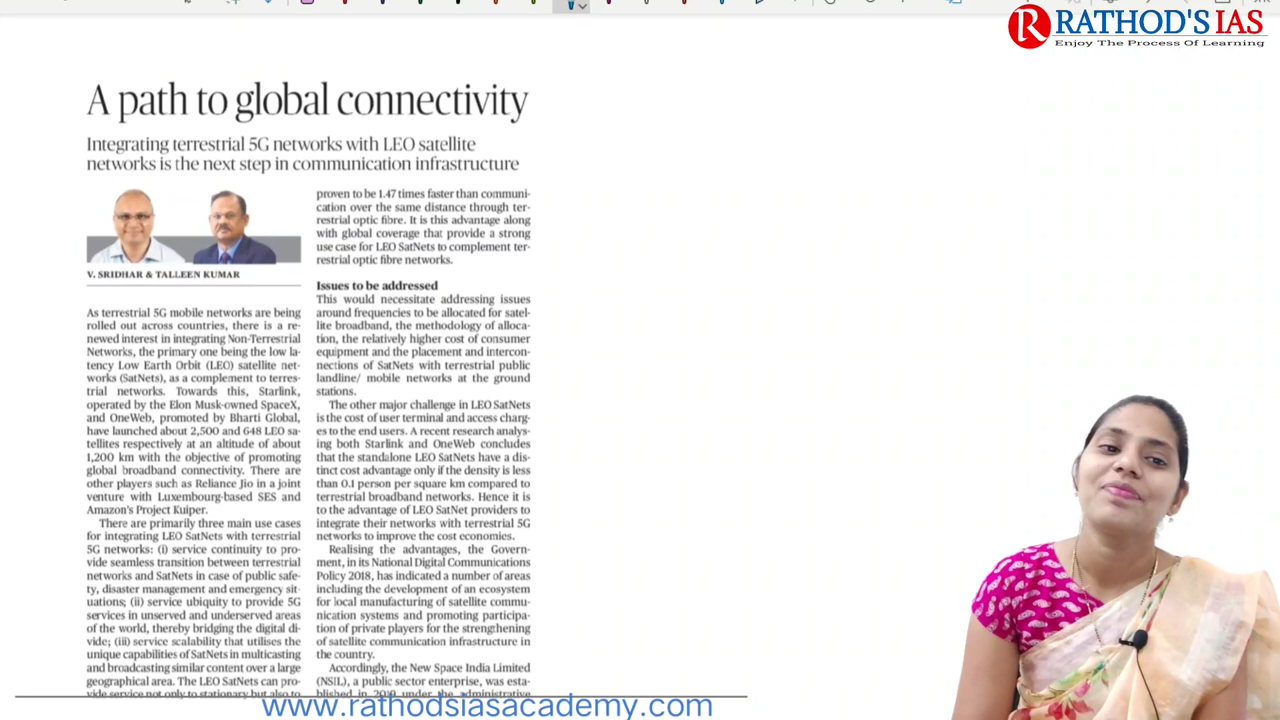 RATHOD'S IAS
Enjoy The Process Of Learning
A path to global connectivity
Integrating terrestrial 5G networks with LEO satellite
networks is the next step in communication infrastructure
V. SRIDHAR & TALLEEN KUMAR
As terrestrial 5G mobile networks are being
rolled out across countries, there is a re-
newed interest in integrating Non-Terrestrial
Networks, the primary one being the low la-
tency Low Earth Orbit (LEO) satellite net-
works (SatNets), as a complement to terres-
trial networks. Towards this, Starlink,
operated by the Elon Musk-owned SpaceX,
and OneWeb, promoted by Bharti Global,
have launched about 2,500 and 648 LEO sa-
tellites respectively at an altitude of about
1,200 km with the objective of promoting
global broadband connectivity. There are
other players such as Reliance Jio in a joint
venture with Luxembourg-based SES and
Amazon's Project Kuiper.
There are primarily three main use cases
for integrating LEO SatNets with terrestrial
5G networks: (i) service continuity to pro-
vide seamless transition between terrestrial
networks and SatNets in case of public safe-
ty, disaster management and emergency sit-
uations; (ii) service ubiquity to provide 5G
services in unserved and underserved areas
of the world, thereby bridging the digital di-
vide; (iii) service scalability that utilises the
unique capabilities of SatNets in multicasting
and broadcasting similar content over a large
geographical area. The LEO SatNets can pro-
vide service not only to stationary but also to
proven to be 1.47 times faster than communi-
cation over the same distance through ter-
restrial optic fibre. It is this advantage along
with global coverage that provide a strong
use case for LEO SatNets to complement ter-
restrial optic fibre networks.
Issues to be addressed
This would necessitate addressing issues
around frequencies to be allocated for satel-
lite broadband, the methodology of alloca-
tion, the relatively higher cost of consumer
equipment and the placement and intercon-
nections of SatNets with terrestrial public
landline/ mobile networks at the ground
stations.
The other major challenge in LEO SatNets
is the cost of user terminal and access charg-
es to the end users. A recent research analys-
ing both Starlink and OneWeb concludes
that the standalone LEO SatNets have a dis-
tinct cost advantage only if the density is less
than 0.1 person per square km compared to
terrestrial broadband networks. Hence it is
to the advantage of LEO SatNet providers to
integrate their networks with terrestrial 5G
networks to improve the cost economies.
Realising the advantages, the Govern-
ment, in its National Digital Communications
Policy 2018, has indicated a number of areas
including the development of an ecosystem
for local manufacturing of satellite commu-
nication systems and promoting participa-
tion of private players for the strengthening
of satellite communication infrastructure in
the country.
Accordingly, the New Space India Limited
(NSIL), a public sector enterprise, was esta-
blished in 2019 under the administrative
www.rathodsiasacademy.com